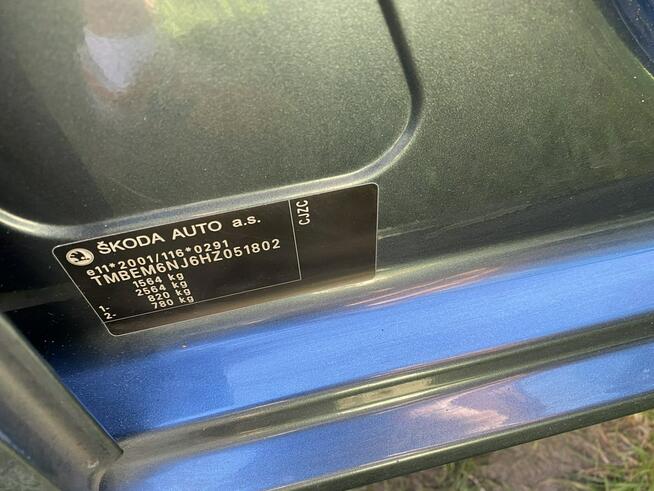 ŠKODA AUTO a.s.
e11*2001/116*0291
TMBEM6NJ6HZ051802
1564 kg
2564 kg
1- 820 kg
2- 780 kg
CJZC